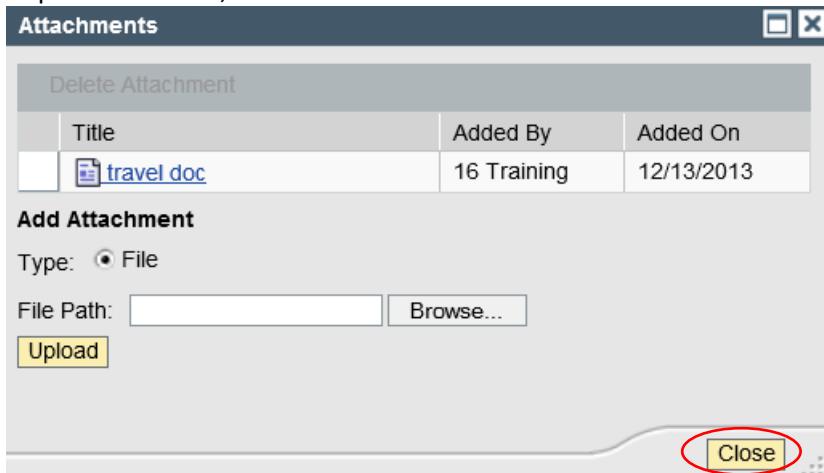 Attachments
Delete Attachment
Title Added By Added On
travel doc 16 Training 12/13/2013
Add Attachment
Type: File
File Path: Browse...
Upload
Close